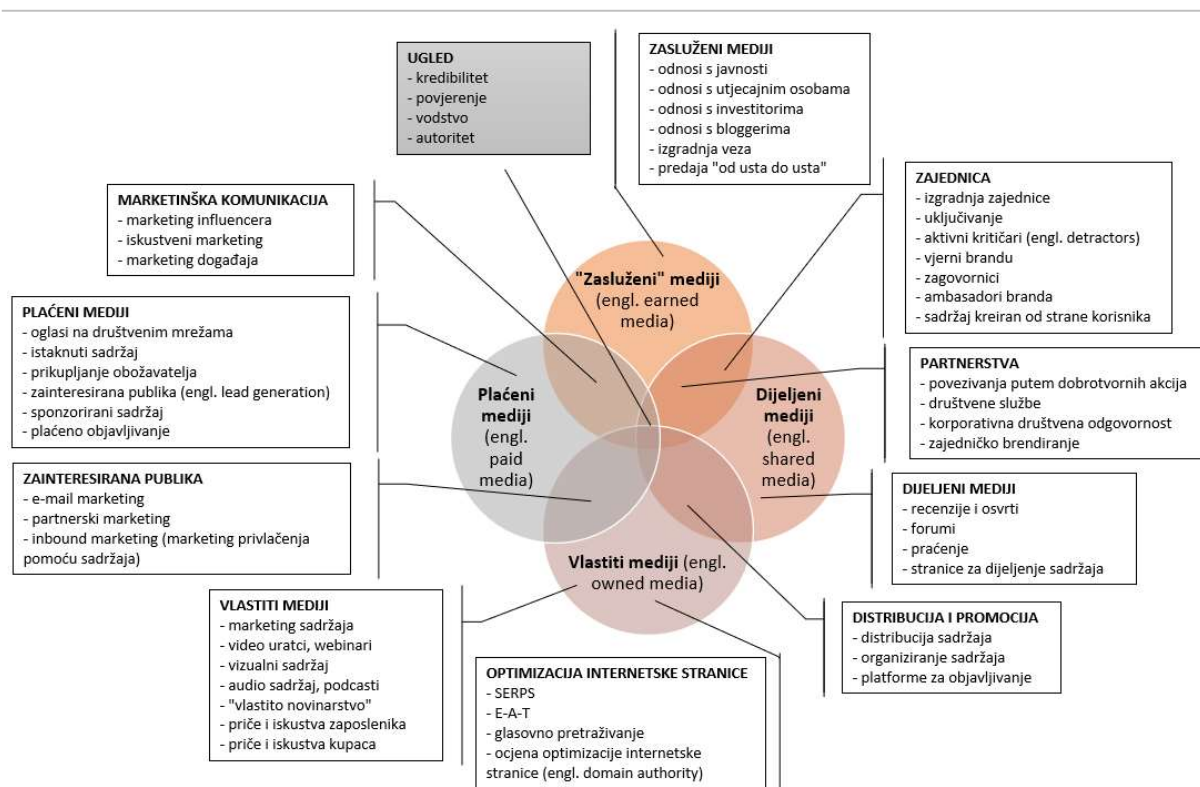 UGLED
- kredibilitet
- povjerenje
- vodstvo
- autoritet
ZASLUŽENI MEDIJI
- odnosi s javnosti
- odnosi s utjecajnim osobama
- odnosi s investitorima
- odnosi s bloggerima
- izgradnja veza
- predaja "od usta do usta"
MARKETINŠKA KOMUNIKACIJA
- marketing influencera
- iskustveni marketing
- marketing događaja
ZAJEDNICA
- izgradnja zajednice
- uključivanje
- aktivni kritičari (engl. detractors)
- vjerni brandu
- zagovornici
- ambasadori branda
- sadržaj kreiran od strane korisnika
PLAĆENI MEDIJI
- oglasi na društvenim mrežama
- istaknuti sadržaj
- prikupljanje obožavatelja
- zainteresirana publika (engl. lead generation)
- sponzorirani sadržaj
- plaćeno objavljivanje
"Zasluženi" mediji
(engl. earned
media)
Plaćeni
mediji
(engl.
paid
media)
Dijeljeni
mediji
(engl.
shared
media)
Vlastiti mediji (engl.
owned media)
PARTNERSTVA
- povezivanja putem dobrotvornih akcija
- društvene službe
- korporativna društvena odgovornost
- zajedničko brendiranje
ZAINTERESIRANA PUBLIKA
- e-mail marketing
- partnerski marketing
- inbound marketing (marketing privlačenja
pomoću sadržaja)
DIJELJENI MEDIJI
- recenzije i osvrti
- forumi
- praćenje
- stranice za dijeljenje sadržaja
VLASTITI MEDIJI
- marketing sadržaja
- video uratci, webinari
- vizualni sadržaj
- audio sadržaj, podcasti
- "vlastito novinarstvo"
- priče i iskustva zaposlenika
- priče i iskustva kupaca
OPTIMIZACIJA INTERNETSKE STRANICE
- SERPS
- E-A-T
- glasovno pretraživanje
- ocjena optimizacije internetske
stranice (engl. domain authority)
DISTRIBUCIJA I PROMOCIJA
- distribucija sadržaja
- organiziranje sadržaja
- platforme za objavljivanje